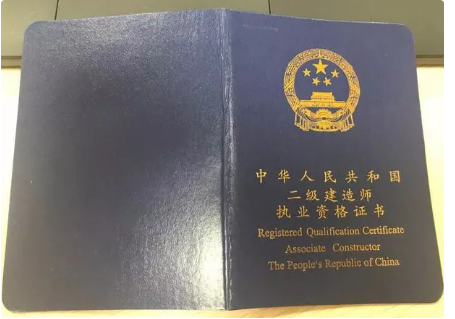 中华人民共和国
二级建造师
执业资格证书
Registered Qualification Certificate
Associate Constructor
The People's Republic of China